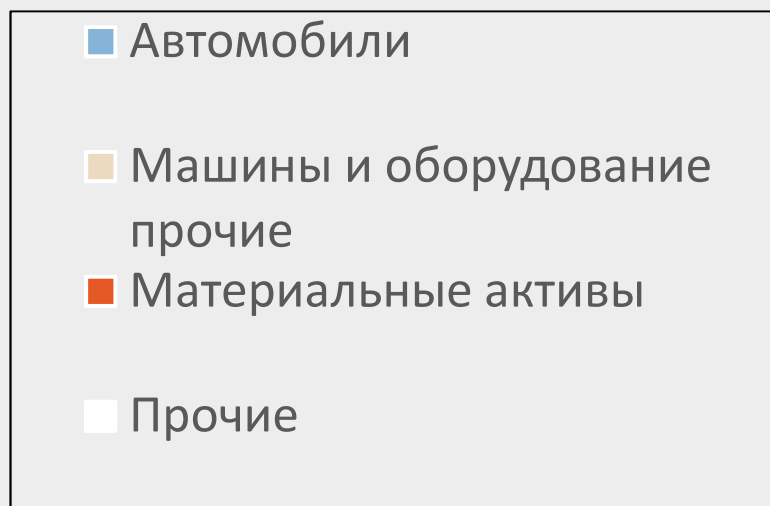 Автомобили
Машины и оборудование
прочие
Материальные активы
Прочие